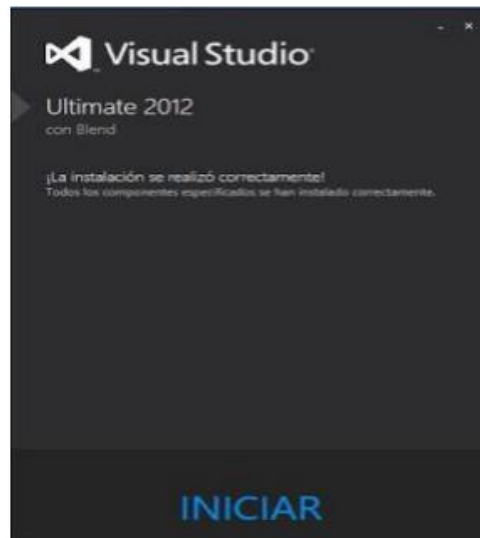 Visual Studio
Ultimate 2012
con Blend
¡La instalación se realizó correctamente!
Todos los componentes especificados se han instalado correctamente.
INICIAR